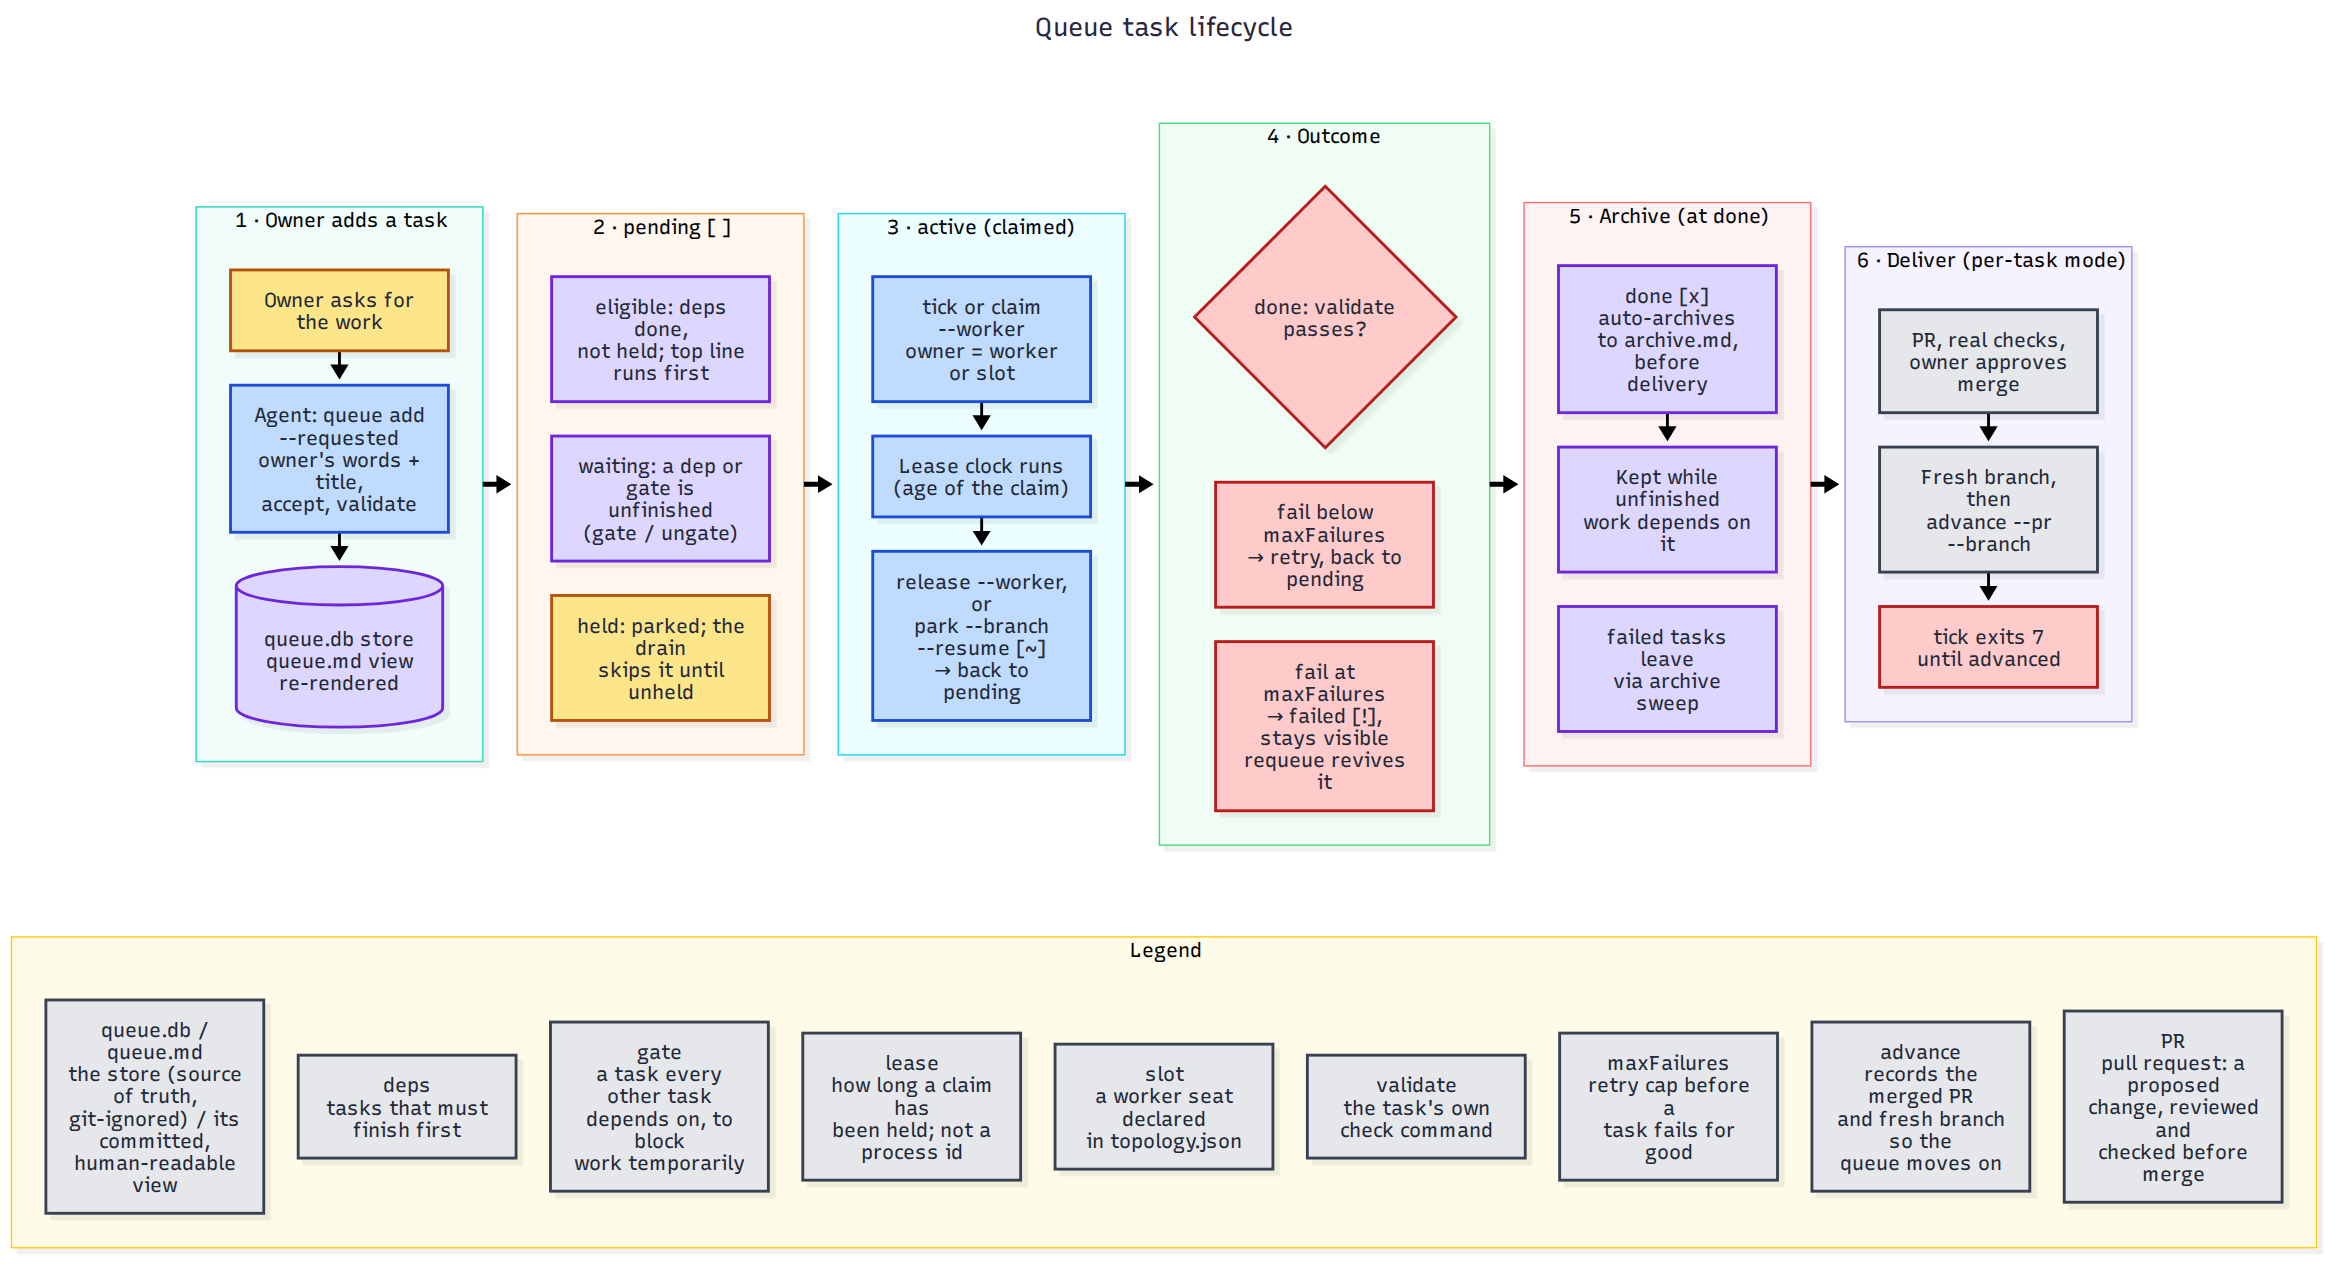 Queue task lifecycle
1 · Owner adds a task
Owner asks for
the work
Agent: queue add
--requested
owner's words +
title,
accept, validate
queue.db store
queue.md view
re-rendered
2 · pending [ ]
eligible: deps
done,
not held; top line
runs first
waiting: a dep or
gate is
unfinished
(gate / ungate)
held: parked; the
drain
skips it until
unheld
3 · active (claimed)
tick or claim
--worker
owner = worker
or slot
Lease clock runs
(age of the claim)
release --worker,
or
park --branch
--resume [~]
→ back to
pending
4 · Outcome
done: validate
passes?
fail below
maxFailures
→ retry, back to
pending
fail at
maxFailures
→ failed [!],
stays visible
requeue revives
it
5 · Archive (at done)
done [x]
auto-archives
to archive.md,
before
delivery
Kept while
unfinished
work depends on
it
failed tasks
leave
via archive
sweep
6 · Deliver (per-task mode)
PR, real checks,
owner approves
merge
Fresh branch,
then
advance --pr
--branch
tick exits 7
until advanced
Legend
queue.db /
queue.md
the store (source
of truth,
git-ignored) / its
committed,
human-readable
view
deps
tasks that must
finish first
gate
a task every
other task
depends on, to
block
work temporarily
lease
how long a claim
has
been held; not a
process id
slot
a worker seat
declared
in topology.json
validate
the task's own
check command
maxFailures
retry cap before
a
task fails for
good
advance
records the
merged PR
and fresh branch
so the
queue moves on
PR
pull request: a
proposed
change, reviewed
and
checked before
merge